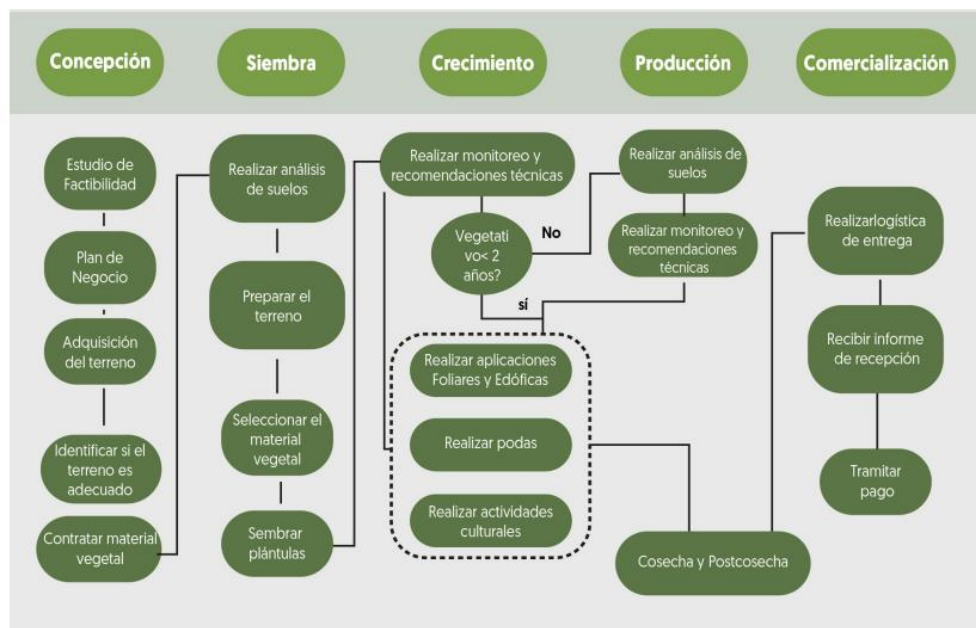 Concepción
Siembra
Crecimiento
Producción
Comercialización
Estudio de
Factibilidad
Plan de
Negocio
Adquisición
del terreno
Identificar si el
terreno es
adecuado
Contratar material
vegetal
Realizar análisis
de suelos
Preparar el
terreno
Seleccionar el
material
vegetal
Sembrar
plántulas
Realizar monitoreo y
recomendaciones técnicas
Vegetati
vo< 2
años?
No
sí
Realizar aplicaciones
Foliares y Edóficas
Realizar podas
Realizar actividades
culturales
Realizar análisis de
suelos
Realizar monitoreo y
recomendaciones
técnicas
Cosecha y Postcosecha
Realizarlogística
de entrega
Recibir informe
de recepción
Tramitar
pago